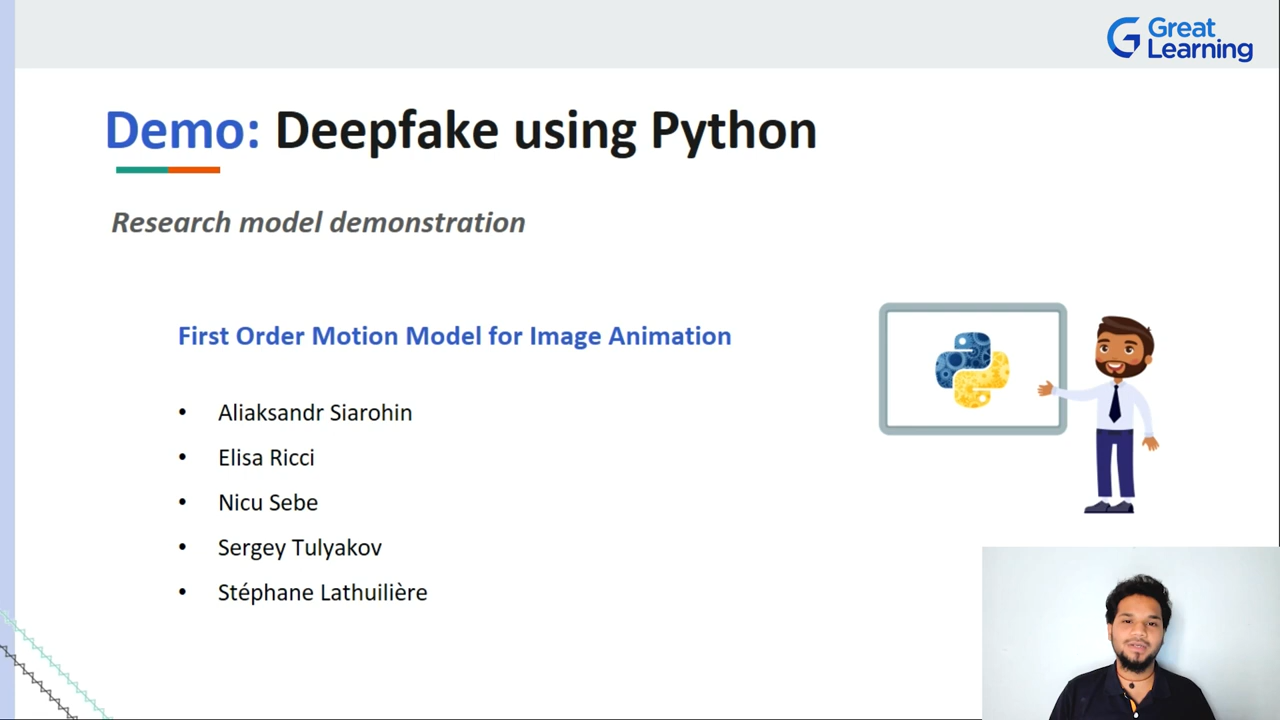 Great
Learning
Demo: Deepfake using Python
Research model demonstration
First Order Motion Model for Image Animation
• Aliaksandr Siarohin
• Elisa Ricci
• Nicu Sebe
• Sergey Tulyakov
• Stéphane Lathuilière